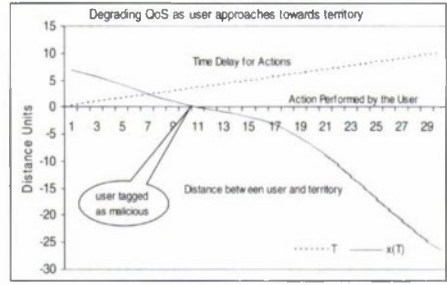 Degrading QoS as user approaches towards territory
15
Time Delay for Actions
10
5
Action Performed by the User
0
1 3 5 7 9 11 13 15 17 19 21 23 25 27 29
-5
-10
-15
-20
-25
-30
Distance Units
user tagged
as malicious
Distance between user and territory
T x(T)